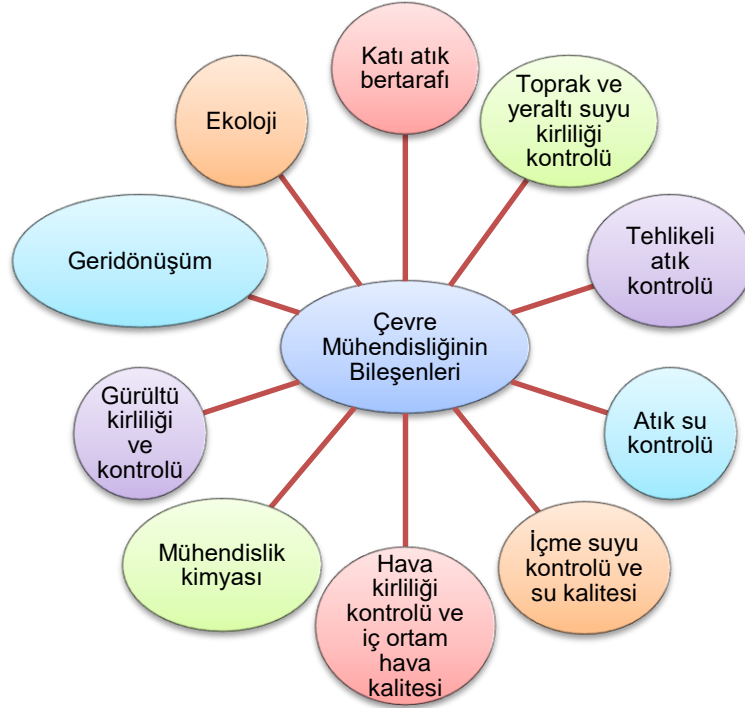 Katı atık
bertarafı
Toprak ve
yeraltı suyu
kirliliği
kontrolü
Tehlikeli
atık
kontrolü
Atık su
kontrolü
İçme suyu
kontrolü ve
su kalitesi
Hava
kirliliği
kontrolü ve
iç ortam
hava
kalitesi
Mühendislik
kimyası
Gürültü
kirliliği
ve
kontrolü
Geridönüşüm
Ekoloji
Çevre
Mühendisliğinin
Bileşenleri